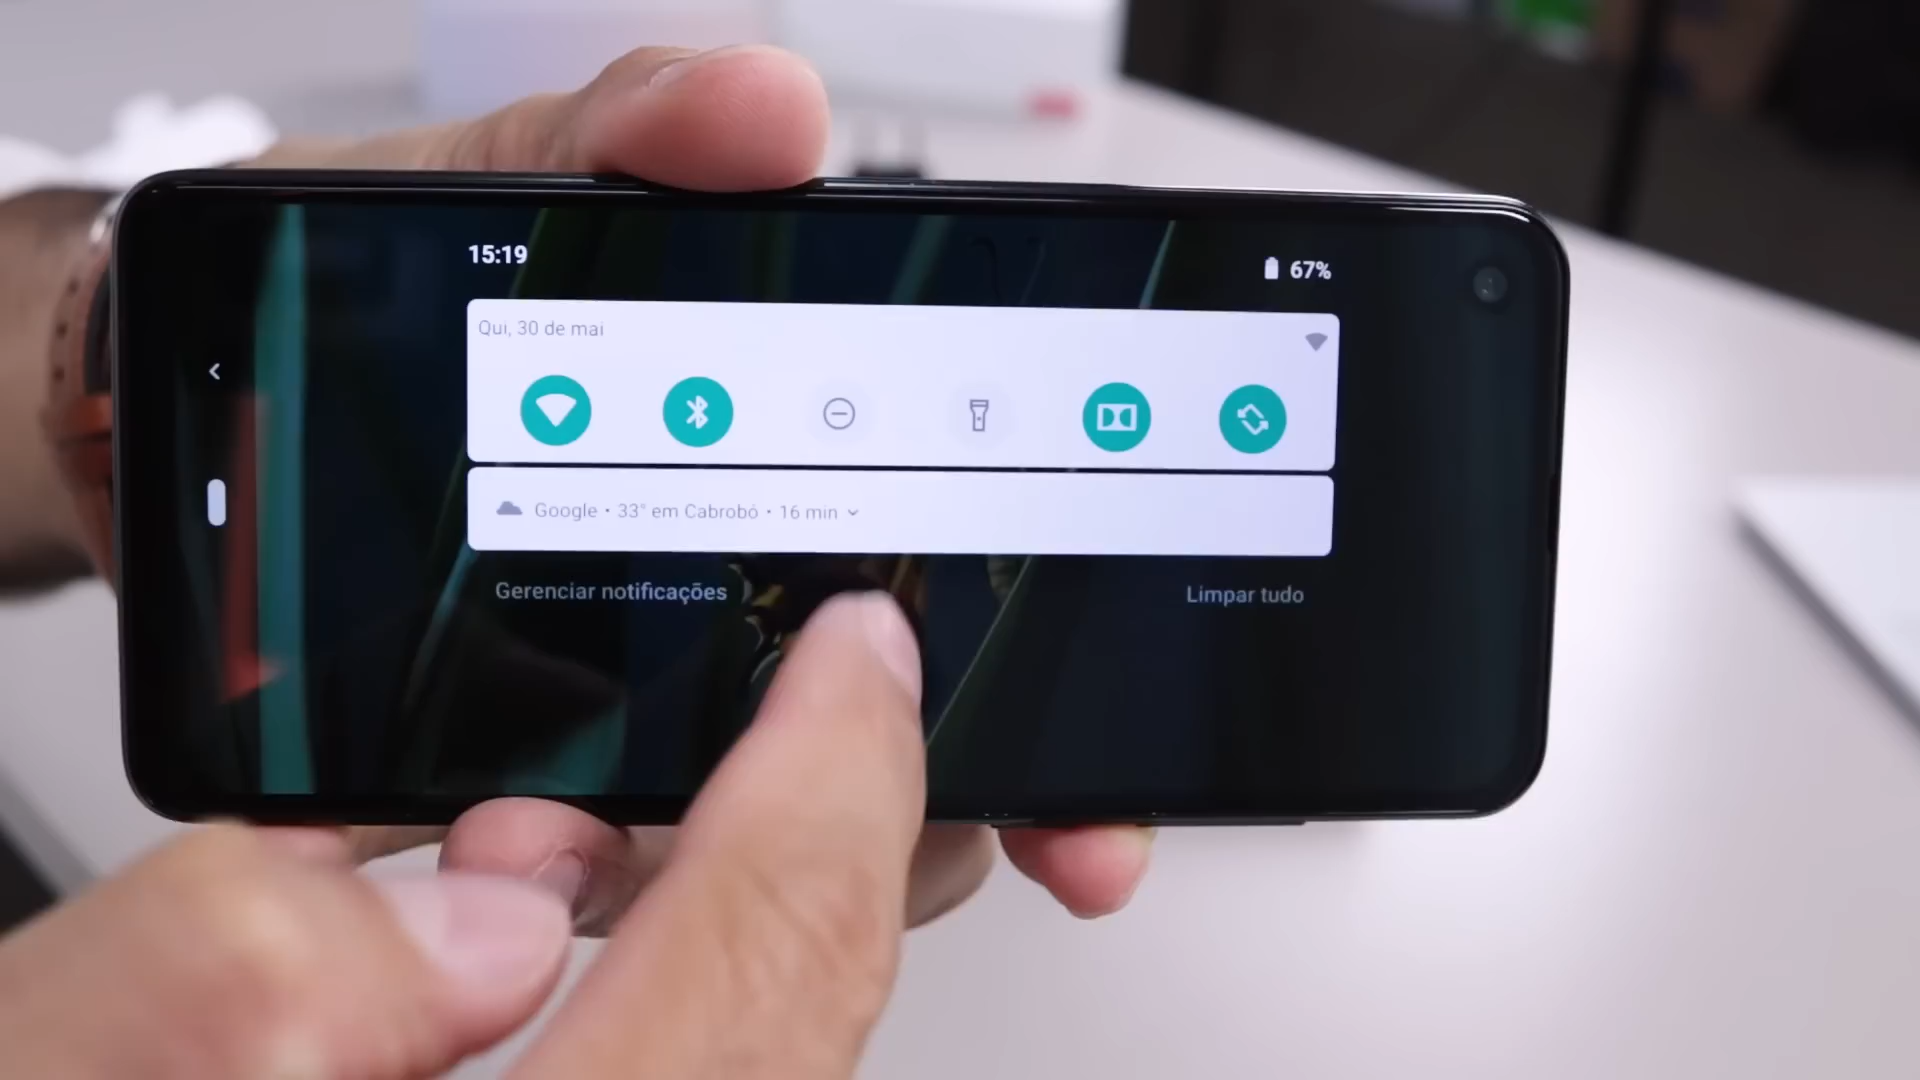 15:19
67%
Qui, 30 de mai
Google • 33° em Cabrobó • 16 min
Gerenciar notificações
Limpar tudo